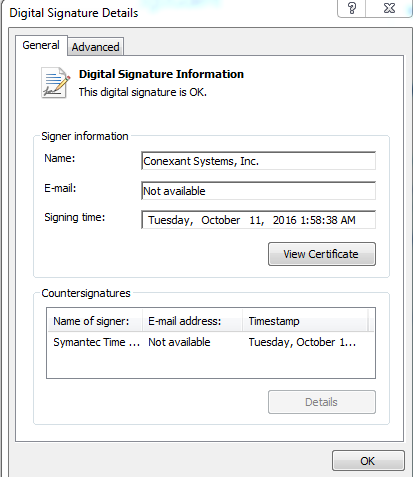 Digital Signature Details
General Advanced
Digital Signature Information
This digital signature is OK.
Signer information
Name: Conexant Systems, Inc.
E-mail: Not available
Signing time: Tuesday, October 11, 2016 1:58:38 AM
View Certificate
Countersignatures
Name of signer: E-mail address: Timestamp
Symantec Time ... Not available Tuesday, October 1...
Details
OK